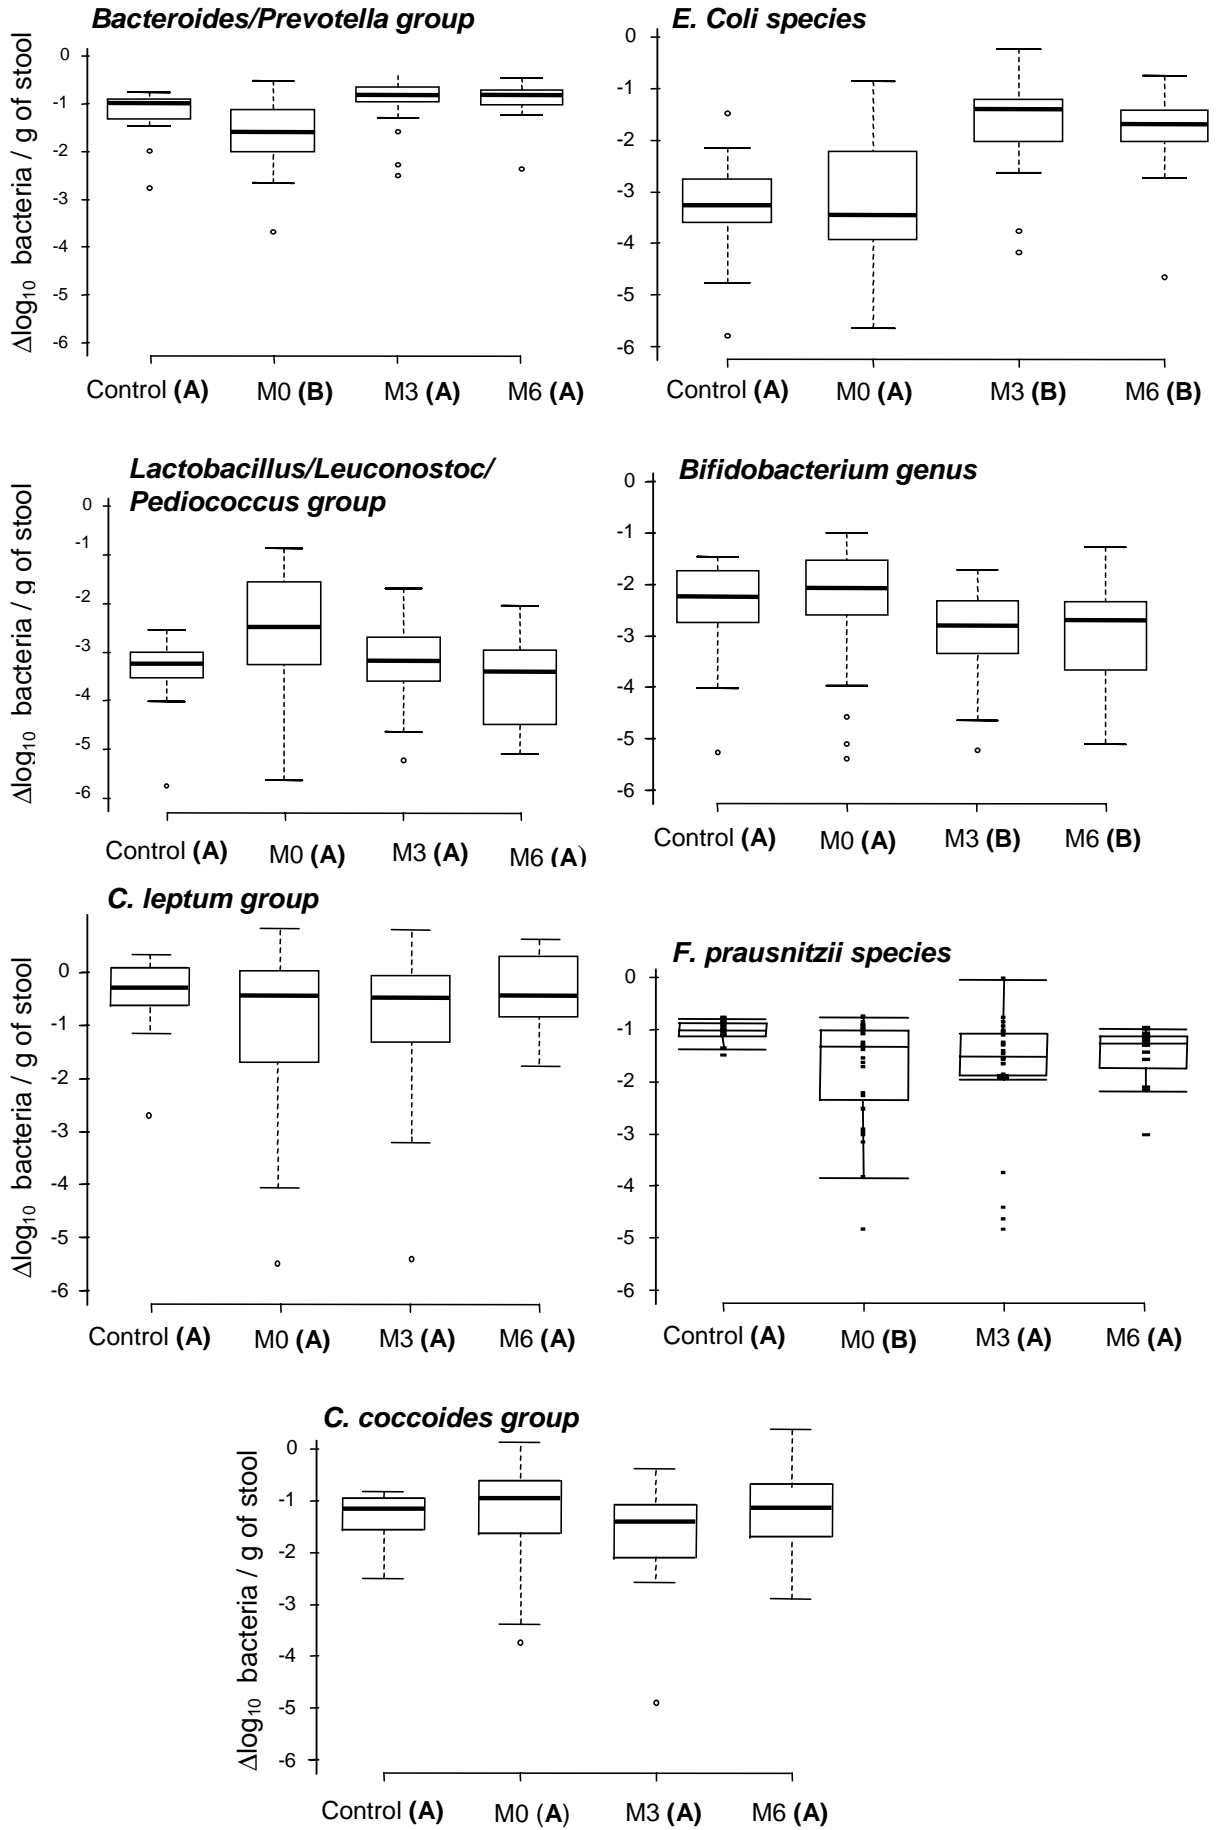 Bacteroides/Prevotella group
Δlog10 bacteria / g of stool
0
-1
-2
-3
-4
-5
-6
Control (A) M0 (B) M3 (A) M6 (A)
E. Coli species
0
-1
-2
-3
-4
-5
-6
Control (A) M0 (A) M3 (B) M6 (B)
Lactobacillus/Leuconostoc/
Pediococcus group
Δlog10 bacteria / g of stool
0
-1
-2
-3
-4
-5
-6
Control (A) M0 (A) M3 (A) M6 (A)
Bifidobacterium genus
0
-1
-2
-3
-4
-5
-6
Control (A) M0 (A) M3 (B) M6 (B)
C. leptum group
Δlog10 bacteria / g of stool
0
-1
-2
-3
-4
-5
-6
Control (A) M0 (A) M3 (A) M6 (A)
F. prausnitzii species
0
-1
-2
-3
-4
-5
-6
Control (A) M0 (B) M3 (A) M6 (A)
C. coccoides group
Δlog10 bacteria / g of stool
0
-1
-2
-3
-4
-5
-6
Control (A) M0 (A) M3 (A) M6 (A)